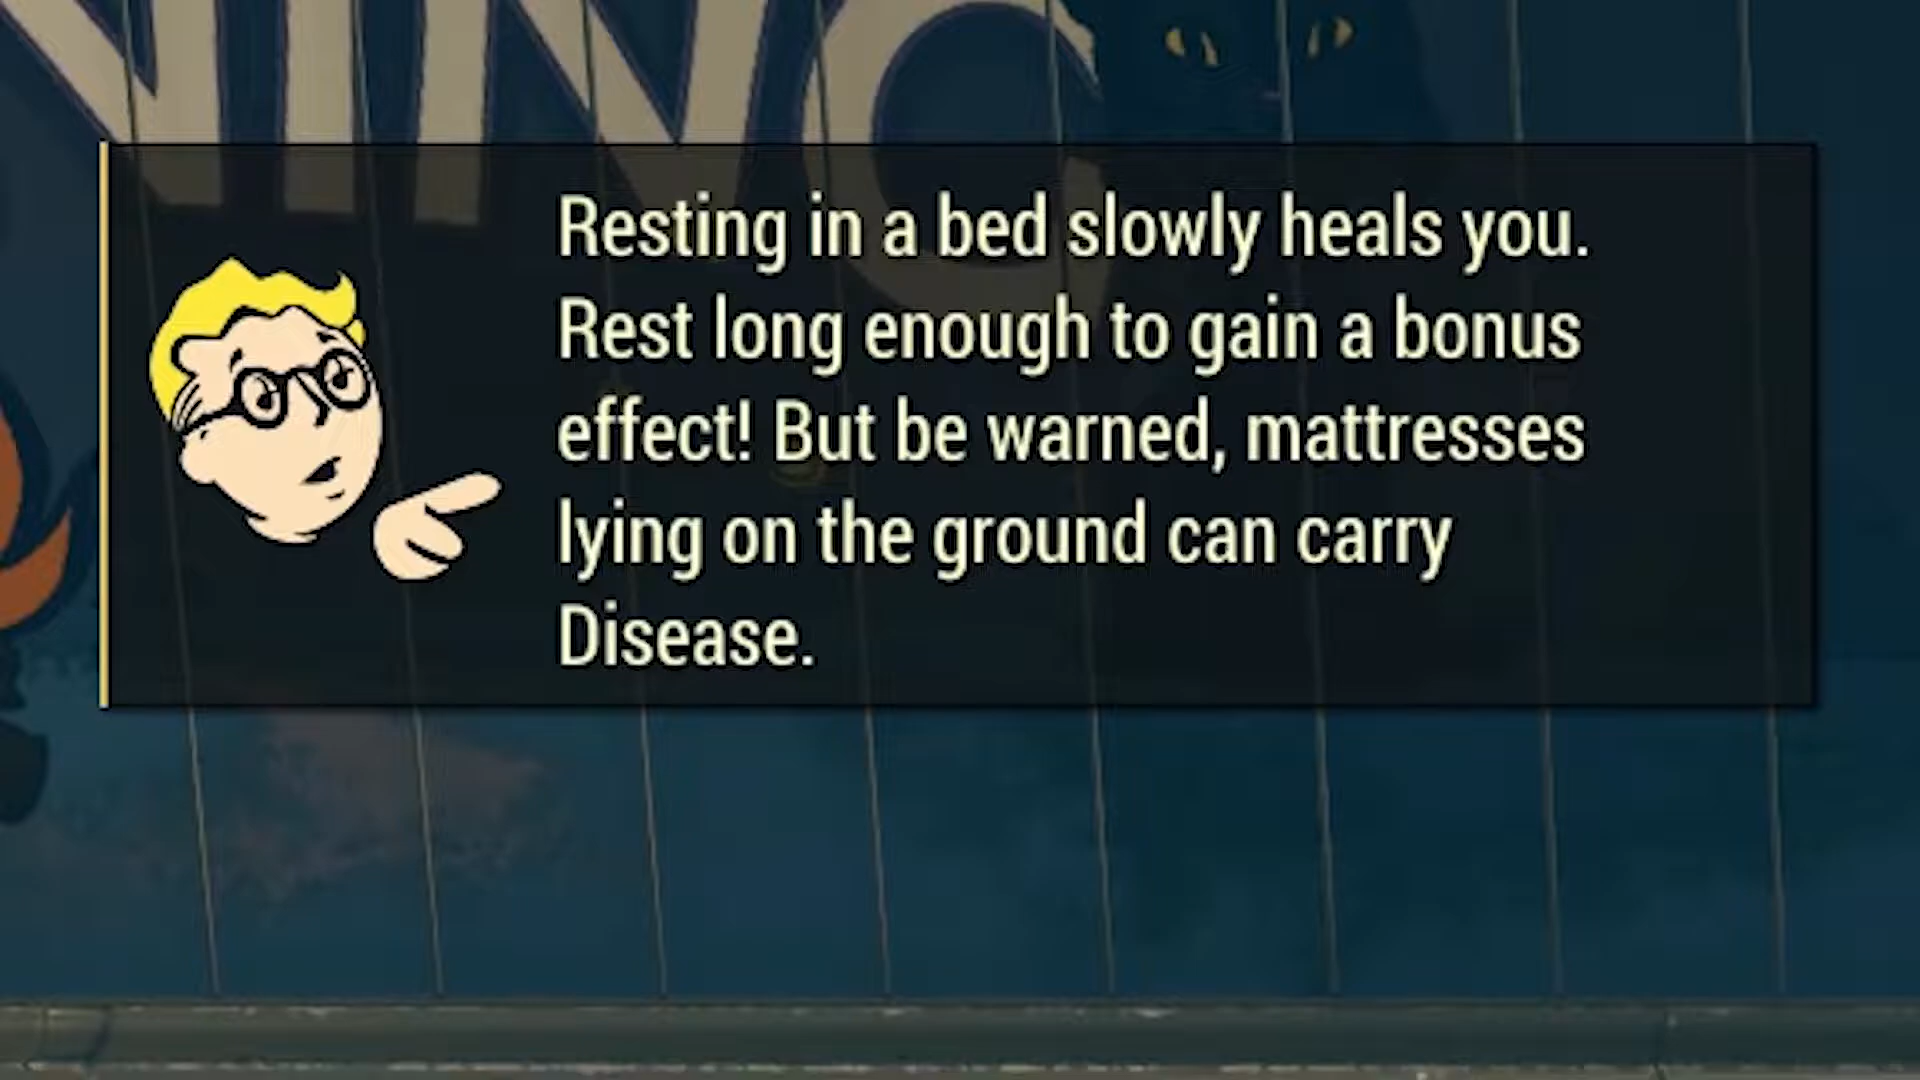 NING
Resting in a bed slowly heals you.
Rest long enough to gain a bonus
effect! But be warned, mattresses
lying on the ground can carry
Disease.